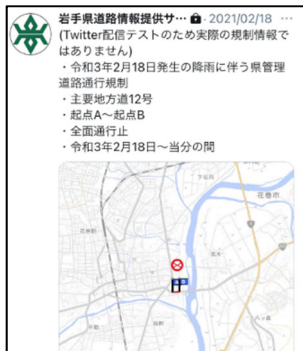 岩手県道路情報提供サ… · 2021/02/18 …
(Twitter配信テストのため実際の規制情報で
はありません)
・令和3年2月18日発生の降雨に伴う県管理
道路通行規制
・主要地方道12号
・起点A～起点B
・全面通行止
・令和3年2月18日～当分の間
花巻市